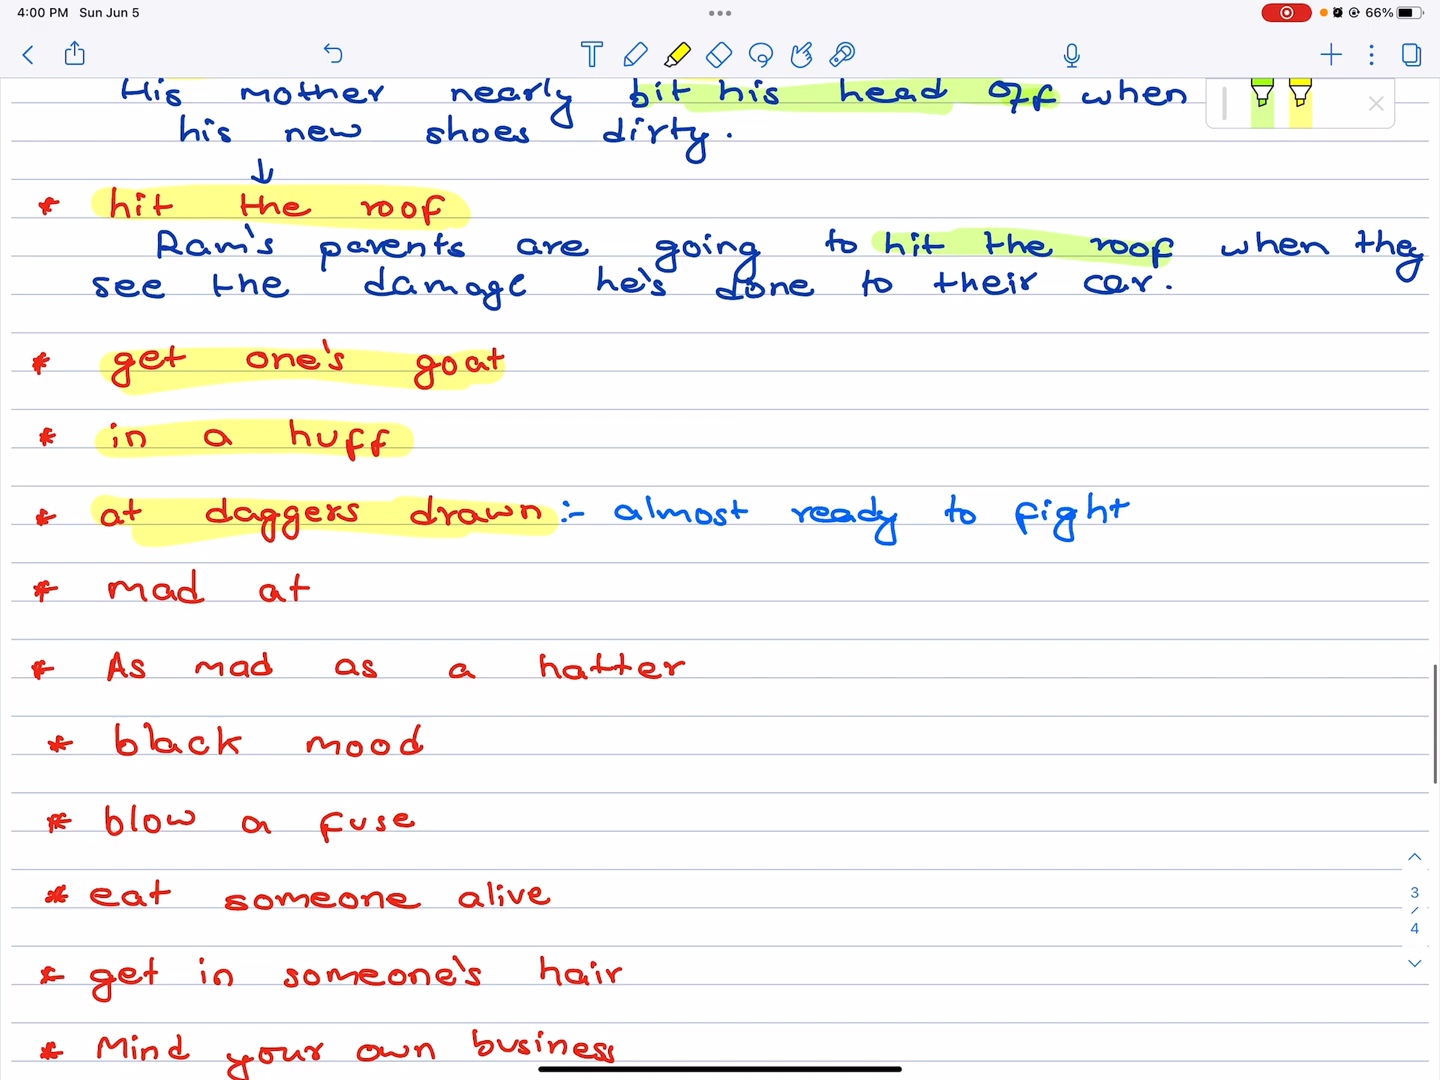 4:00 PM Sun Jun 5
66%
His mother nearly bit his head off when
his new shoes dirty.
↓
* hit the roof
Ram's parents are going to hit the roof when they
see the damage he's done to their car.
* get one's goat
* in a huff
* at daggers drawn :- almost ready to fight
* mad at
* As mad as a hatter
* black mood
* blow a fuse
* eat someone alive
* get in someone's hair
* Mind your own business
3
/
4